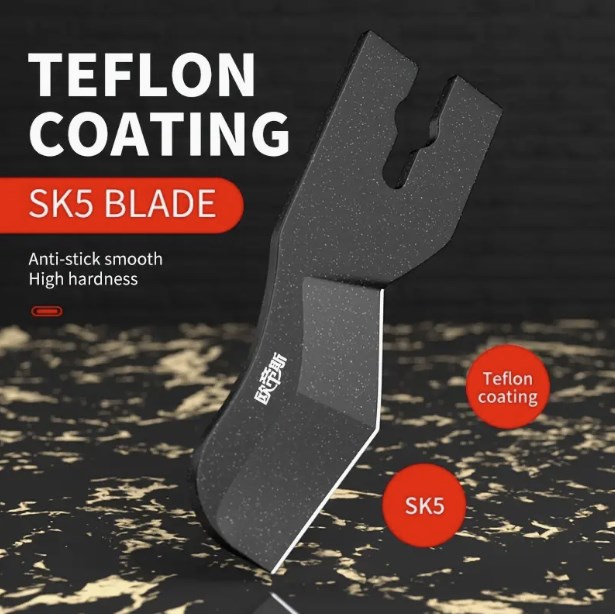 TEFLON
COATING
SK5 BLADE
Anti-stick smooth
High hardness
欧帝斯
Teflon
coating
SK5